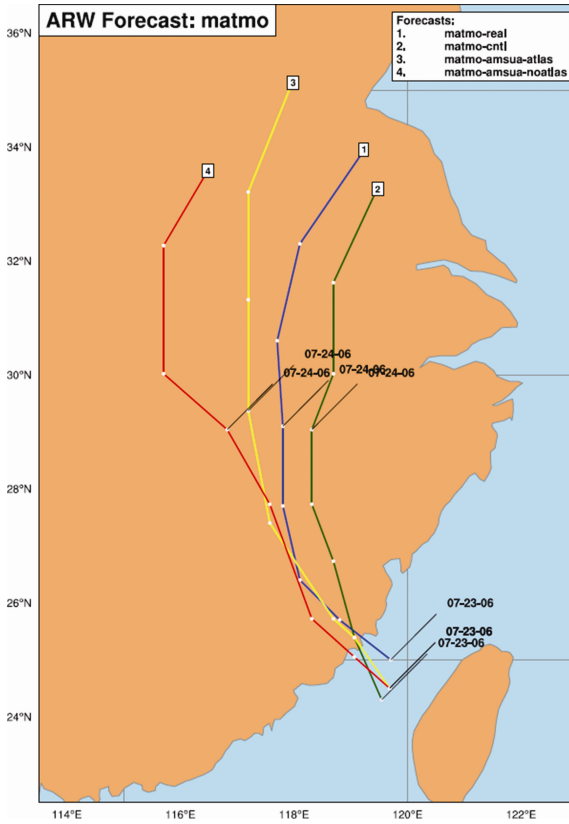 ARW Forecast: matmo
Forecasts:
1. matmo-real
2. matmo-cntl
3. matmo-amsua-atlas
4, matmo-amsua-noatlas
36°N
3
34°N
1
4
2
32°N
07-24-06
30°N
07-24-06
07-24-06
07-24-06
28°N
26°N
07-23-06
07-23-06
07-23-06
24°N
114°E
116°E
118°E
120°E
122°E